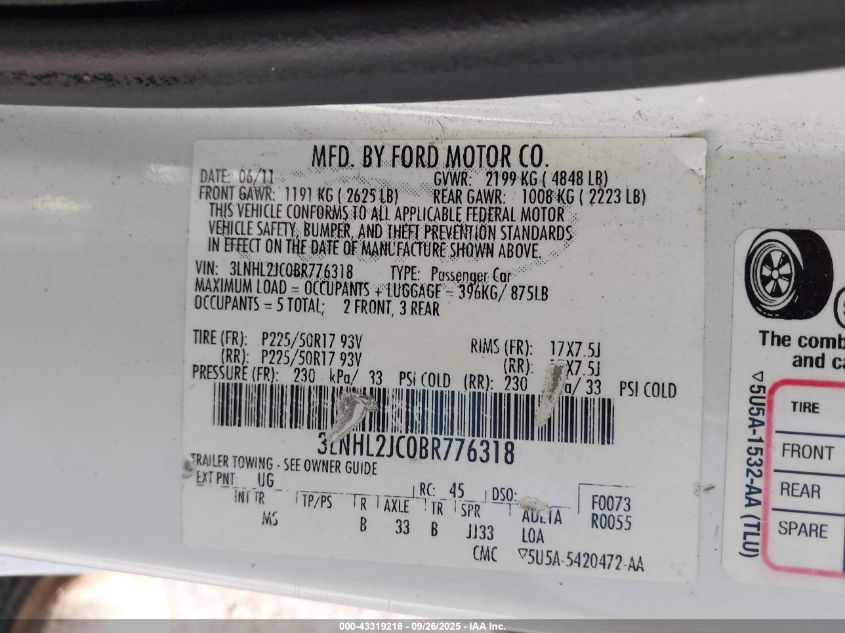 MFD. BY FORD MOTOR CO.
DATE: 06/11 GVWR: 2199 KG ( 4848 LB)
FRONT GAWR: 1191 KG ( 2625 LB) REAR GAWR: 1008 KG ( 2223 LB)
THIS VEHICLE CONFORMS TO ALL APPLICABLE FEDERAL MOTOR
VEHICLE SAFETY, BUMPER, AND THEFT PREVENTION STANDARDS
IN EFFECT ON THE DATE OF MANUFACTURE SHOWN ABOVE.
VIN: 3LNHL2JC0BR776318 TYPE: Passenger Car
MAXIMUM LOAD = OCCUPANTS + LUGGAGE = 396KG/ 875LB
OCCUPANTS = 5 TOTAL; 2 FRONT, 3 REAR
TIRE (FR): P225/50R17 93V RIMS (FR): 17X7.5J
(RR): P225/50R17 93V (RR): X7.5J
PRESSURE (FR): 230 kPa/ 33 PSI COLD (RR): 230 / 33 PSI COLD
3LNHL2JC0BR776318
TRAILER TOWING - SEE OWNER GUIDE
EXT PNT UG RC: 45 DSO: F0073
INT TR TP/PS R AXLE TR SPR R0055
MS B 33 B JJ33 LOA
CMC ▽5U5A-5420472-AA
The comb
and ca
TIRE
FRONT
REAR
SPARE
▽5U5A-1532-AA (TLU)
000-43319218 - 09/26/2025 - IAA Inc.